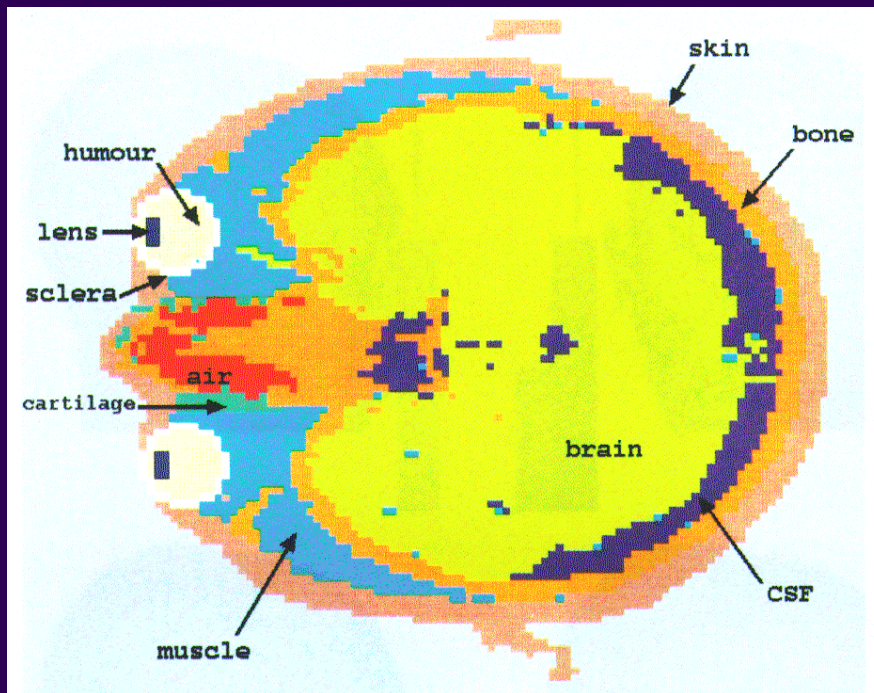 skin
bone
humour
lens
sclera
air
cartilage
brain
CSF
muscle